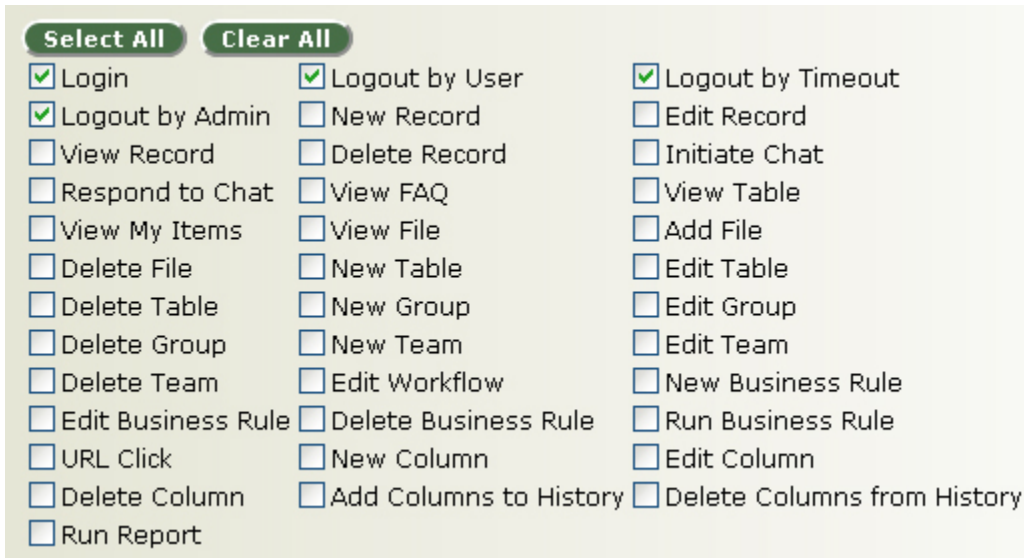 Select All Clear All
Login Logout by User Logout by Timeout
Logout by Admin New Record Edit Record
View Record Delete Record Initiate Chat
Respond to Chat View FAQ View Table
View My Items View File Add File
Delete File New Table Edit Table
Delete Table New Group Edit Group
Delete Group New Team Edit Team
Delete Team Edit Workflow New Business Rule
Edit Business Rule Delete Business Rule Run Business Rule
URL Click New Column Edit Column
Delete Column Add Columns to History Delete Columns from History
Run Report